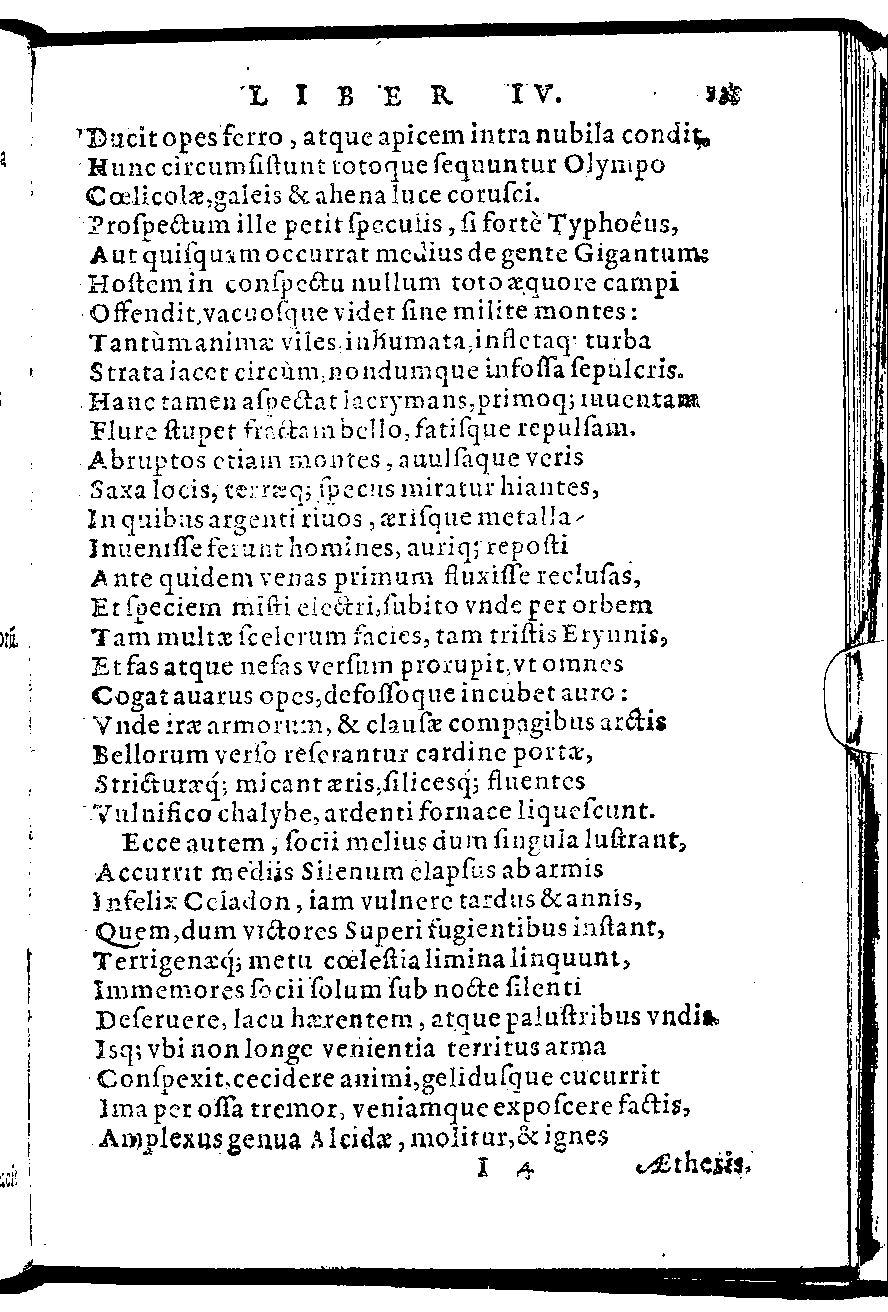 LIBER IV.
Ducit opes ferro, atque apicem intra nubila condit,
Hunc circumſiſtunt totoque ſequuntur Olympo
Cœlicolæ, galeis & ahena luce coruſci.
Proſpectum ille petit ſpeculis, ſi fortè Typhoêus,
Aut quiſquam occurrat medius de gente Gigantum:
Hoſtem in conſpectu nullum toto æquore campi
Offendit, vacuoſque videt ſine milite montes:
Tantùm animæ viles, inhumata, infletaq; turba
Strata iacet circùm, nondumque infoſſa ſepulcris.
Hanc tamen aſpectat lacrymans, primoq; iuuentam
Flore ſtupet fractam bello, fatiſque repulſam.
Abruptos etiam montes, auulſaque veris
Saxa locis, terræq; ſpecus miratur hiantes,
In quibus argenti riuos, æriſque metalla
Inueniſſe ferunt homines, auriq; repoſti
Ante quidem venas primum fluxiſſe recluſas,
Et ſpeciem miſti electri, ſubito vnde per orbem
Tam multæ ſcelerum facies, tam triſtis Erynnis,
Et fas atque nefas verſum prorupit, vt omnes
Cogat auarus opes, defoſſoque incubet auro:
Vnde iræ armorum, & clauſæ compagibus arctis
Bellorum verſo reſerantur cardine portæ,
Stricturæq́; micant æris, ſiliceſq́; fluentes
Vulnifico chalybe, ardenti fornace liqueſcunt.
Ecce autem, ſocii melius dum ſingula luſtrant,
Accurrit mediis Silenum elapſus ab armis
Infelix Celadon, iam vulnere tardus & annis,
Quem, dum victores Superi fugientibus inſtant,
Terrigenæq́; metu cœleſtia limina linquunt,
Immemores ſocii ſolum ſub nocte ſilenti
Deſeruere, lacu hærentem, atque paluſtribus vndis.
Isq; vbi non longe venientia territus arma
Conſpexit, cecidere animi, geliduſque cucurrit
Ima per oſſa tremor, veniamque expoſcere factis,
Amplexus genua Alcidæ, molitur, & ignes
I 4 Ætheris,